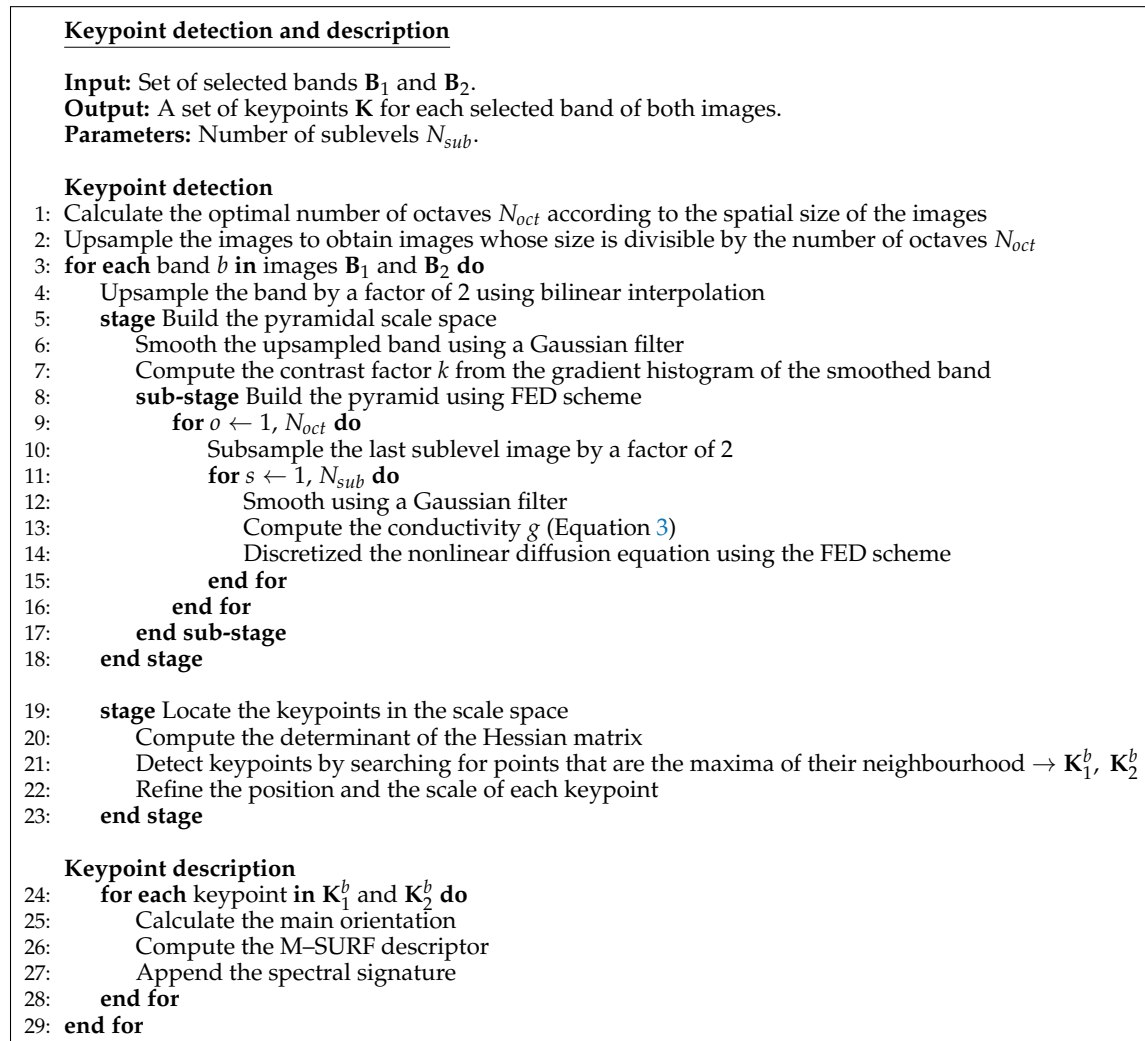 Keypoint detection and description
Input: Set of selected bands B₁ and B₂.
Output: A set of keypoints K for each selected band of both images.
Parameters: Number of sublevels N_sub.
Keypoint detection
1: Calculate the optimal number of octaves N_oct according to the spatial size of the images
2: Upsample the images to obtain images whose size is divisible by the number of octaves N_oct
3: for each band b in images B₁ and B₂ do
4: Upsample the band by a factor of 2 using bilinear interpolation
5: stage Build the pyramidal scale space
6: Smooth the upsampled band using a Gaussian filter
7: Compute the contrast factor k from the gradient histogram of the smoothed band
8: sub-stage Build the pyramid using FED scheme
9: for o ← 1, N_oct do
10: Subsample the last sublevel image by a factor of 2
11: for s ← 1, N_sub do
12: Smooth using a Gaussian filter
13: Compute the conductivity g (Equation 3)
14: Discretized the nonlinear diffusion equation using the FED scheme
15: end for
16: end for
17: end sub-stage
18: end stage
19: stage Locate the keypoints in the scale space
20: Compute the determinant of the Hessian matrix
21: Detect keypoints by searching for points that are the maxima of their neighbourhood → K₁ᵇ, K₂ᵇ
22: Refine the position and the scale of each keypoint
23: end stage
Keypoint description
24: for each keypoint in K₁ᵇ and K₂ᵇ do
25: Calculate the main orientation
26: Compute the M–SURF descriptor
27: Append the spectral signature
28: end for
29: end for